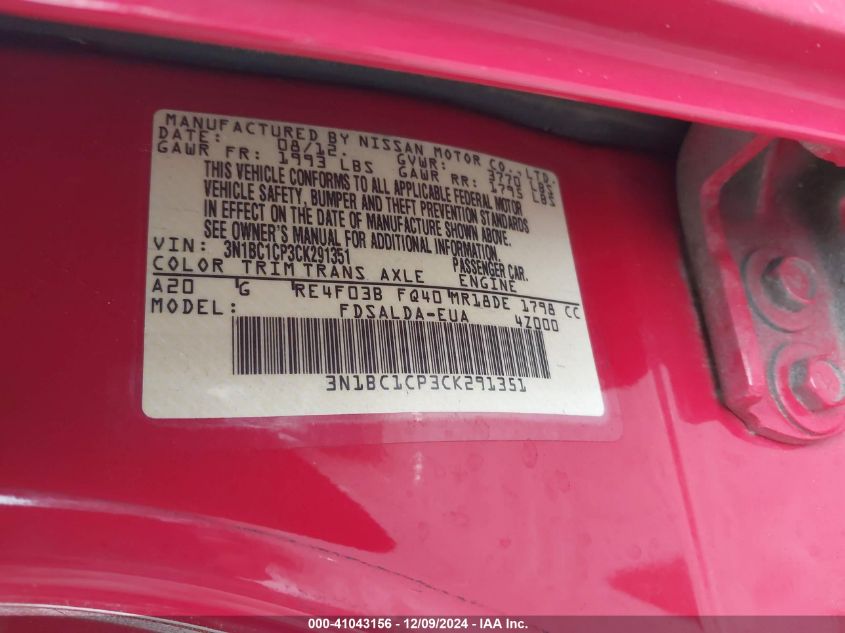 MANUFACTURED BY NISSAN MOTOR CO., LTD.
DATE: 08/12 GVWR: 3770 LBS
GAWR FR: 1993 LBS GAWR RR: 1793 LBS
THIS VEHICLE CONFORMS TO ALL APPLICABLE FEDERAL MOTOR
VEHICLE SAFETY, BUMPER AND THEFT PREVENTION STANDARDS
IN EFFECT ON THE DATE OF MANUFACTURE SHOWN ABOVE.
SEE OWNER'S MANUAL FOR ADDITIONAL INFORMATION.
VIN: 3N1BC1CP3CK291351 PASSENGER CAR.
COLOR TRIM TRANS AXLE ENGINE
A20 G RE4F03B FQ40 MR18DE 1798 CC
MODEL: FDSALDA-EUA 4Z000
3N1BC1CP3CK291351
000-41043156 - 12/09/2024 - IAA Inc.